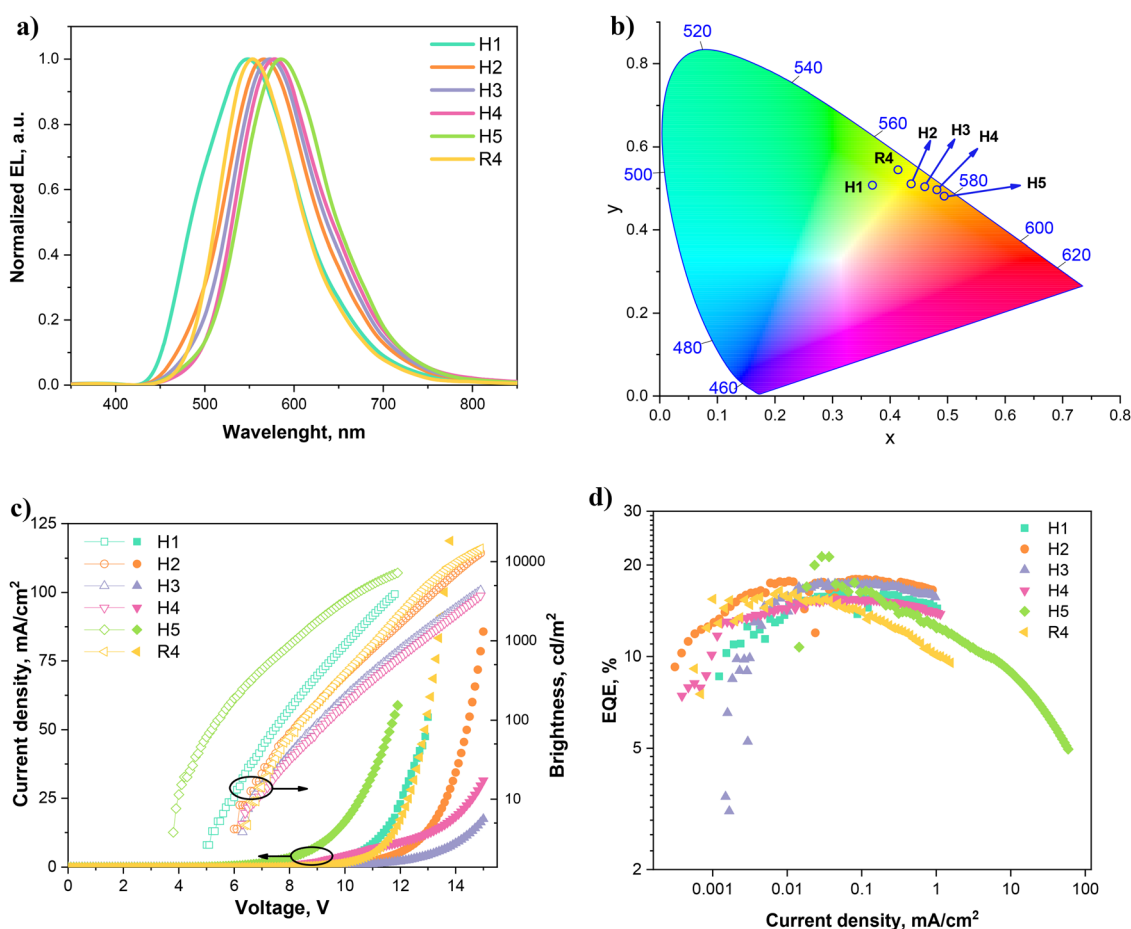 a)
Normalized EL, a.u.
1.0
0.8
0.6
0.4
0.2
0.0
400
500
600
700
800
Wavelenght, nm
H1
H2
H3
H4
H5
R4
b)
y
0.8
0.6
0.4
0.2
0.0
0.0
0.1
0.2
0.3
0.4
0.5
0.6
0.7
0.8
x
520
540
560
500
580
600
620
480
460
R4
H1
H2
H3
H4
H5
c)
Current density, mA/cm²
125
100
75
50
25
0
0
2
4
6
8
10
12
14
Voltage, V
10000
1000
100
10
Brightness, cd/m²
H1
H2
H3
H4
H5
R4
d)
EQE, %
30
20
10
5
2
0.001
0.01
0.1
1
10
100
Current density, mA/cm²
H1
H2
H3
H4
H5
R4